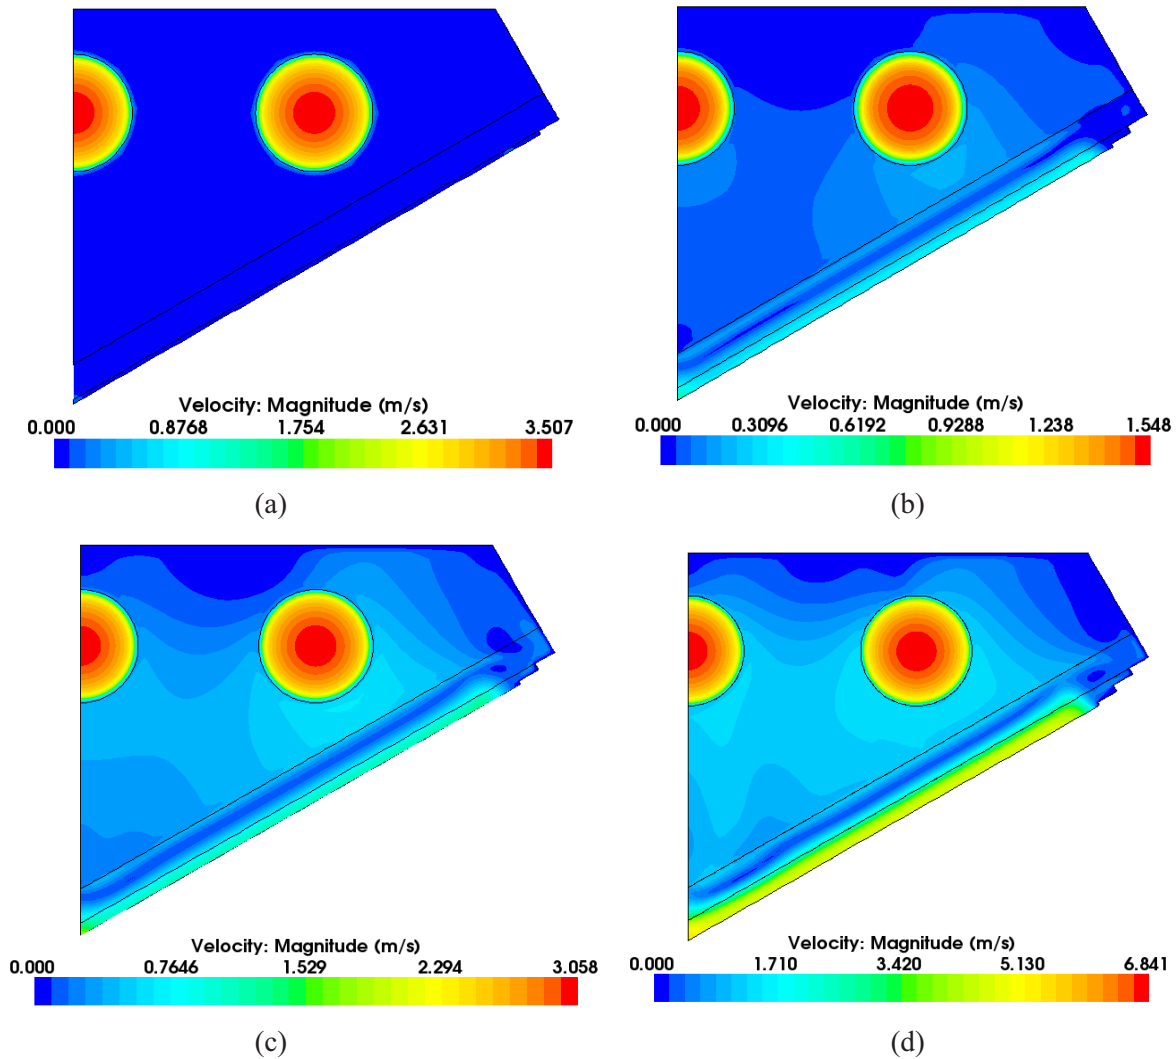 Velocity: Magnitude (m/s)
0.000 0.8768 1.754 2.631 3.507
(a)
Velocity: Magnitude (m/s)
0.000 0.3096 0.6192 0.9288 1.238 1.548
(b)
Velocity: Magnitude (m/s)
0.000 0.7646 1.529 2.294 3.058
(c)
Velocity: Magnitude (m/s)
0.000 1.710 3.420 5.130 6.841
(d)